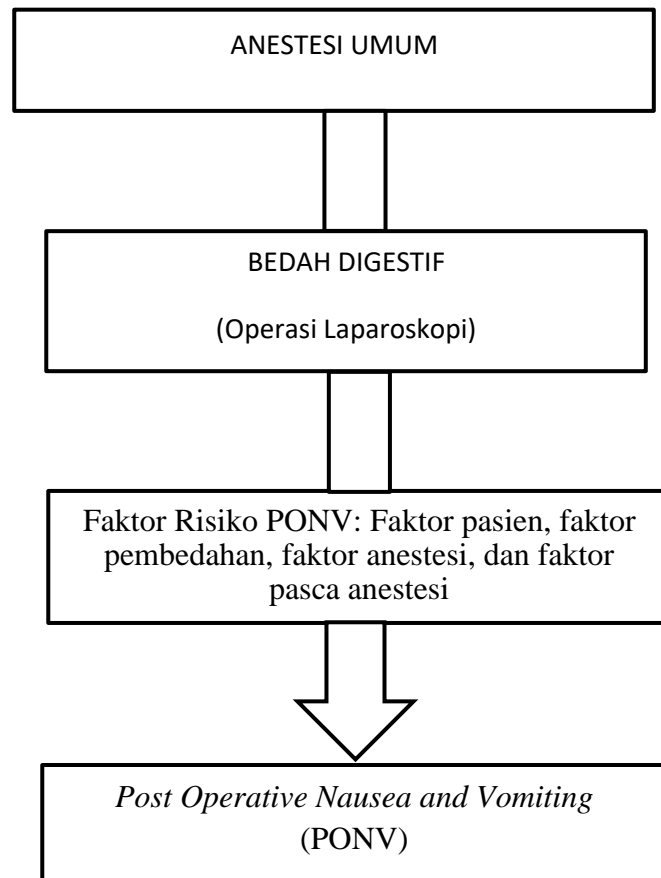 ANESTESI UMUM
BEDAH DIGESTIF
(Operasi Laparoskopi)
Faktor Risiko PONV: Faktor pasien, faktor
pembedahan, faktor anestesi, dan faktor
pasca anestesi
Post Operative Nausea and Vomiting
(PONV)